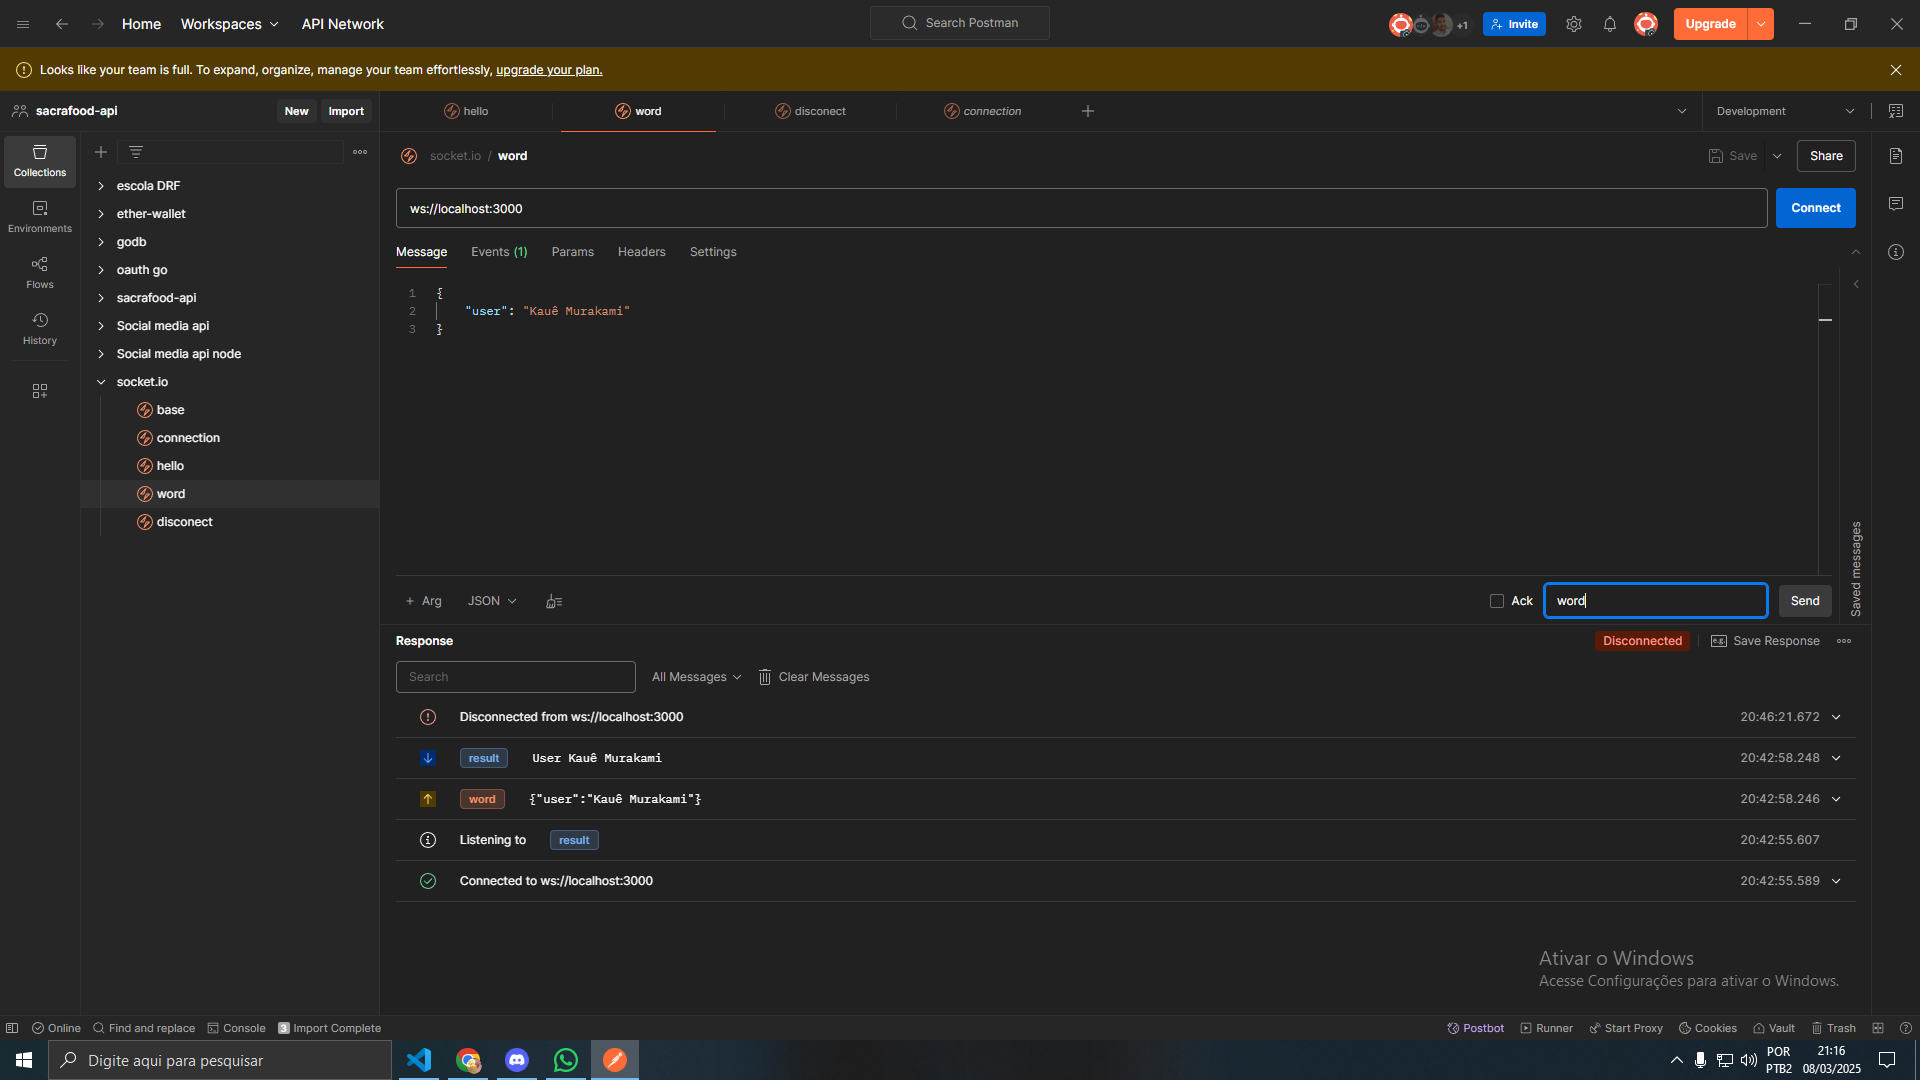 Home Workspaces API Network Search Postman +1 Invite Upgrade
Looks like your team is full. To expand, organize, manage your team effortlessly, upgrade your plan.
sacrafood-api New Import hello word disconect connection Development
Collections
Environments
Flows
History
escola DRF
ether-wallet
godb
oauth go
sacrafood-api
Social media api
Social media api node
socket.io
base
connection
hello
word
disconect
socket.io / word Save Share
ws://localhost:3000 Connect
Message Events (1) Params Headers Settings
1 {
2 "user": "Kauê Murakami"
3 }
Saved messages
+ Arg JSON Ack word Send
Response Disconnected Save Response
Search All Messages Clear Messages
Disconnected from ws://localhost:3000 20:46:21.672
result User Kauê Murakami 20:42:58.248
word {"user":"Kauê Murakami"} 20:42:58.246
Listening to result 20:42:55.607
Connected to ws://localhost:3000 20:42:55.589
Ativar o Windows
Acesse Configurações para ativar o Windows.
Online Find and replace Console 3 Import Complete Postbot Runner Start Proxy Cookies Vault Trash
Digite aqui para pesquisar
POR
PTB2
21:16
08/03/2025